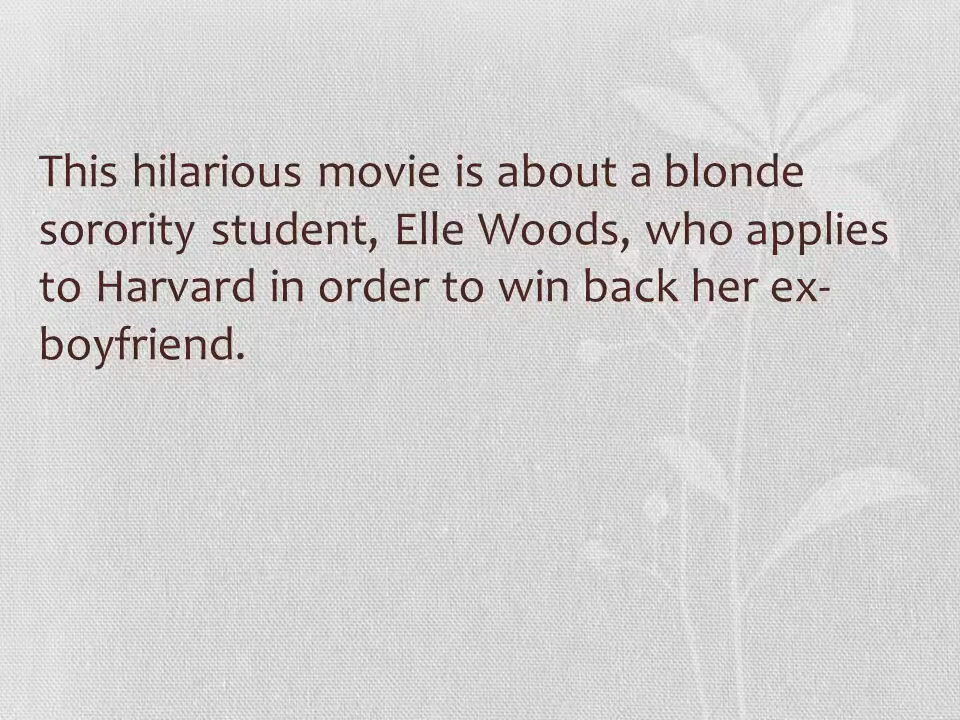 This hilarious movie is about a blonde
sorority student, Elle Woods, who applies
to Harvard in order to win back her ex-
boyfriend.